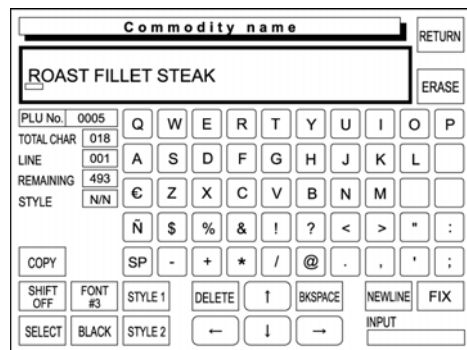 Commodity name
RETURN
ROAST FILLET STEAK
ERASE
PLU No. 0005
TOTAL CHAR 018
LINE 001
REMAINING 493
STYLE N/N
Q W E R T Y U I O P
A S D F G H J K L
€ Z X C V B N M
Ñ $ % & ! ? < > " :
COPY SP - + * / @ . , ' ;
SHIFT OFF FONT #3 STYLE 1 DELETE ↑ BKSPACE NEWLINE FIX
SELECT BLACK STYLE 2 ← ↓ → INPUT